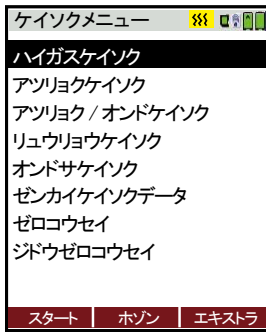 ケイソクメニュー
ハイガスケイソク
アツリョクケイソク
アツリョク / オンドケイソク
リュウリョウケイソク
オンドサケイソク
ゼンカイケイソクデータ
ゼロコウセイ
ジドウゼロコウセイ
スタート ホゾン エキストラ